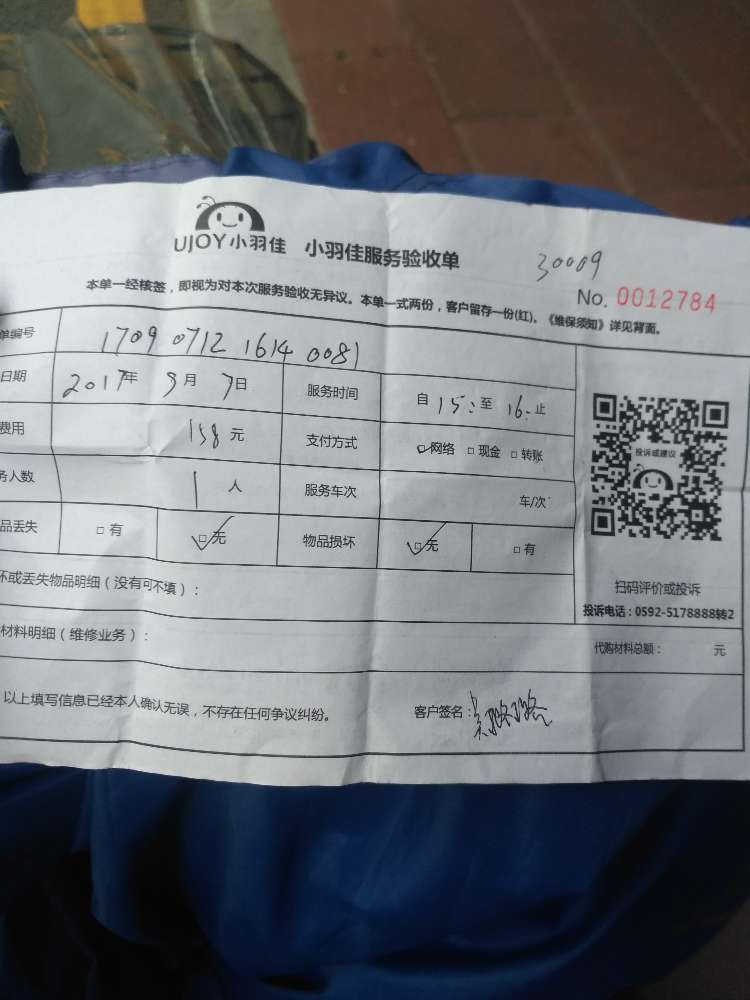 UJOY小羽佳 小羽佳服务验收单
30009
No. 0012784
本单一经核签，即视为对本次服务验收无异议。本单一式两份，客户留存一份(红)。《维保须知》详见背面。
单编号 1709 0712 1614 0081
日期 2017年 9月 7日 服务时间 自 15: 至 16: 止
费用 158 元 支付方式 网络 现金 转账
务人数 1 人 服务车次 车/次
品丢失 有 无 物品损坏 无 有
投诉或建议
扫码评价或投诉
投诉电话：0592-5178888转2
坏或丢失物品明细（没有可不填）：
材料明细（维修业务）： 代购材料总额： 元
以上填写信息已经本人确认无误，不存在任何争议纠纷。 客户签名：